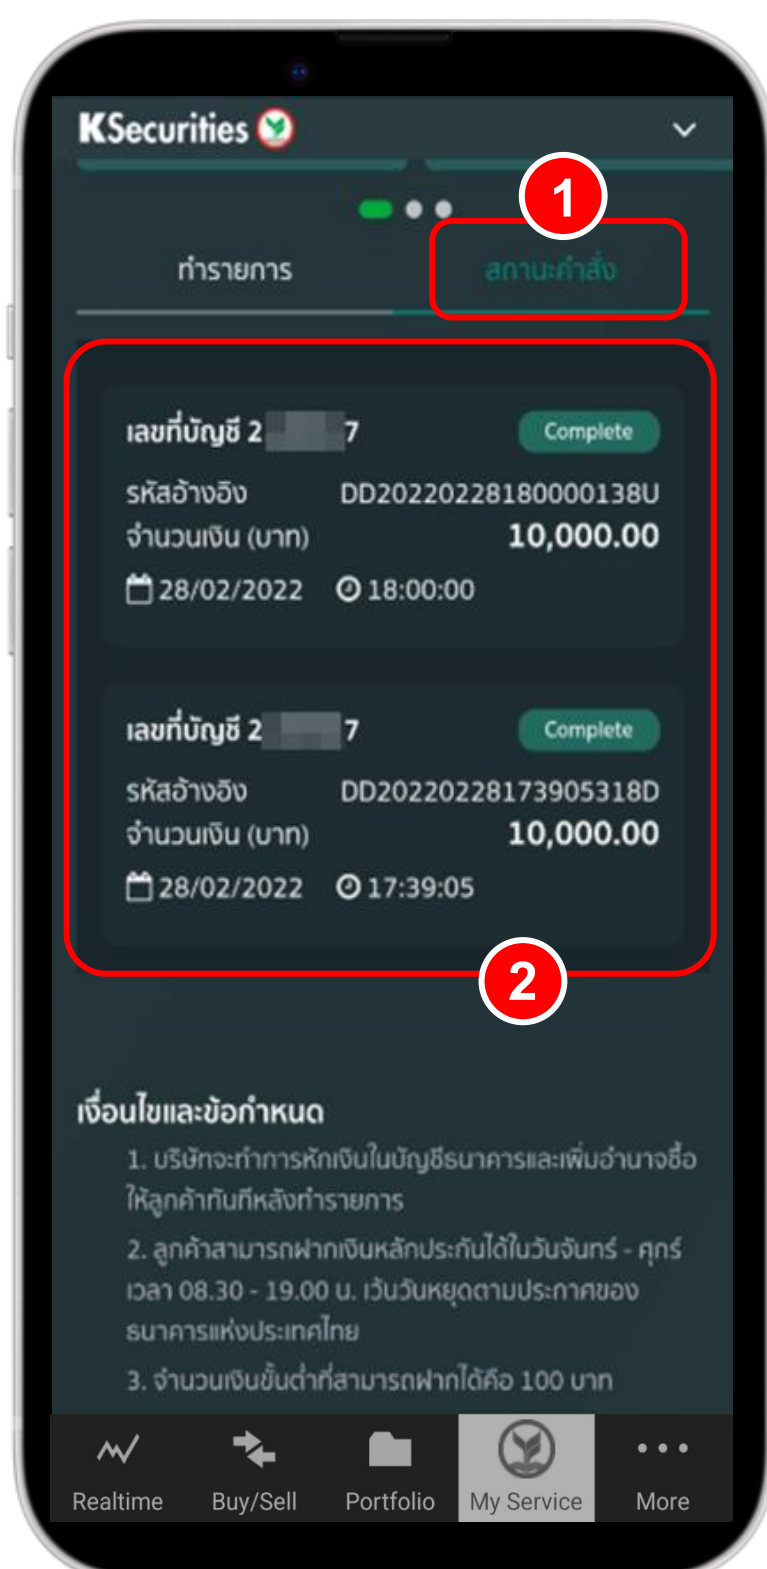 KSecurities
1
ทำรายการ สถานะคำสั่ง
เลขที่บัญชี 2 7 Complete
รหัสอ้างอิง DD20220228180000138U
จำนวนเงิน (บาท) 10,000.00
28/02/2022 18:00:00
เลขที่บัญชี 2 7 Complete
รหัสอ้างอิง DD20220228173905318D
จำนวนเงิน (บาท) 10,000.00
28/02/2022 17:39:05
2
เงื่อนไขและข้อกำหนด
1. บริษัทจะทำการหักเงินในบัญชีธนาคารและเพิ่มอำนาจซื้อ
ให้ลูกค้าทันทีหลังทำรายการ
2. ลูกค้าสามารถฝากเงินหลักประกันได้ในวันจันทร์ - ศุกร์
เวลา 08.30 - 19.00 น. เว้นวันหยุดตามประกาศของ
ธนาคารแห่งประเทศไทย
3. จำนวนเงินขั้นต่ำที่สามารถฝากได้คือ 100 บาท
Realtime Buy/Sell Portfolio My Service More